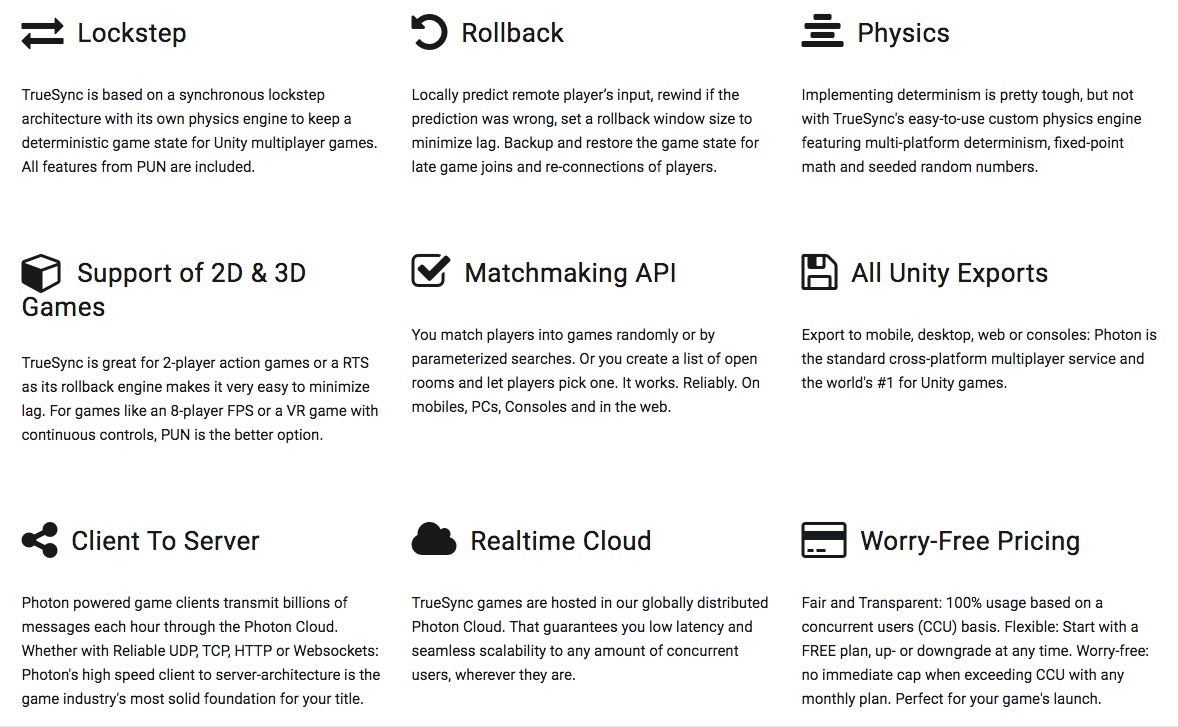 Lockstep
TrueSync is based on a synchronous lockstep
architecture with its own physics engine to keep a
deterministic game state for Unity multiplayer games.
All features from PUN are included.
Rollback
Locally predict remote player’s input, rewind if the
prediction was wrong, set a rollback window size to
minimize lag. Backup and restore the game state for
late game joins and re-connections of players.
Physics
Implementing determinism is pretty tough, but not
with TrueSync's easy-to-use custom physics engine
featuring multi-platform determinism, fixed-point
math and seeded random numbers.
Support of 2D & 3D
Games
TrueSync is great for 2-player action games or a RTS
as its rollback engine makes it very easy to minimize
lag. For games like an 8-player FPS or a VR game with
continuous controls, PUN is the better option.
Matchmaking API
You match players into games randomly or by
parameterized searches. Or you create a list of open
rooms and let players pick one. It works. Reliably. On
mobiles, PCs, Consoles and in the web.
All Unity Exports
Export to mobile, desktop, web or consoles: Photon is
the standard cross-platform multiplayer service and
the world's #1 for Unity games.
Client To Server
Photon powered game clients transmit billions of
messages each hour through the Photon Cloud.
Whether with Reliable UDP, TCP, HTTP or Websockets:
Photon's high speed client to server-architecture is the
game industry's most solid foundation for your title.
Realtime Cloud
TrueSync games are hosted in our globally distributed
Photon Cloud. That guarantees you low latency and
seamless scalability to any amount of concurrent
users, wherever they are.
Worry-Free Pricing
Fair and Transparent: 100% usage based on a
concurrent users (CCU) basis. Flexible: Start with a
FREE plan, up- or downgrade at any time. Worry-free:
no immediate cap when exceeding CCU with any
monthly plan. Perfect for your game's launch.